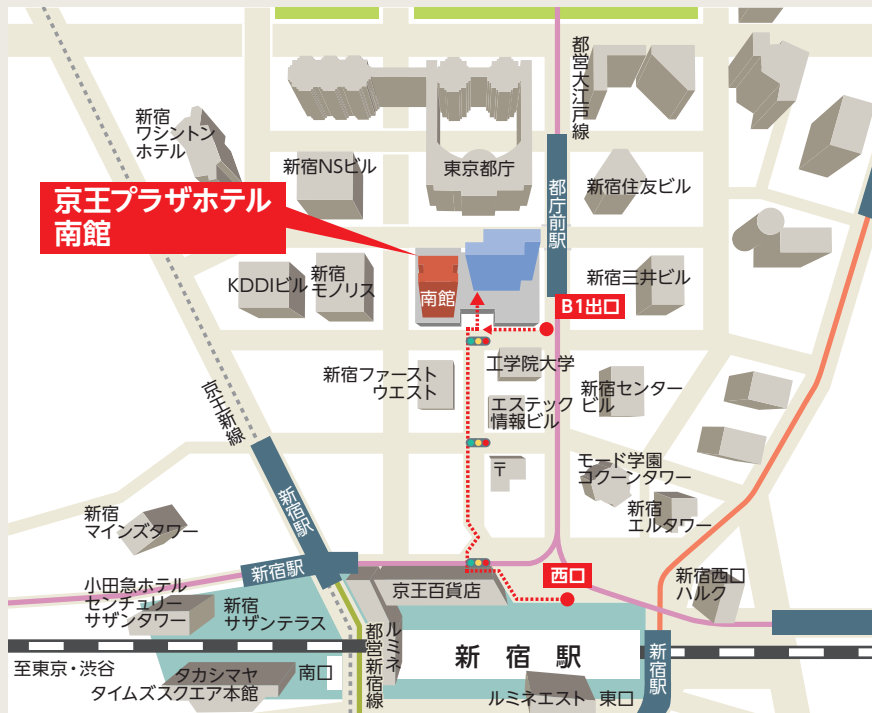 都営大江戸線
新宿
ワシントン
ホテル
新宿NSビル
東京都庁
都庁前駅
新宿住友ビル
京王プラザホテル
南館
KDDIビル
新宿
モノリス
南館
新宿三井ビル
B1出口
工学院大学
新宿ファースト
ウエスト
新宿センター
ビル
エステック
情報ビル
京王新線
〒
モード学園
コクーンタワー
新宿駅
新宿
エルタワー
新宿
マインズタワー
新宿駅
京王百貨店
西口
新宿西口
ハルク
小田急ホテル
センチュリー
サザンタワー
新宿
サザンテラス
都営新宿線
ルミネ
新宿駅
新宿駅
至東京・渋谷
タカシマヤ
タイムズスクエア本館
南口
ルミネエスト
東口